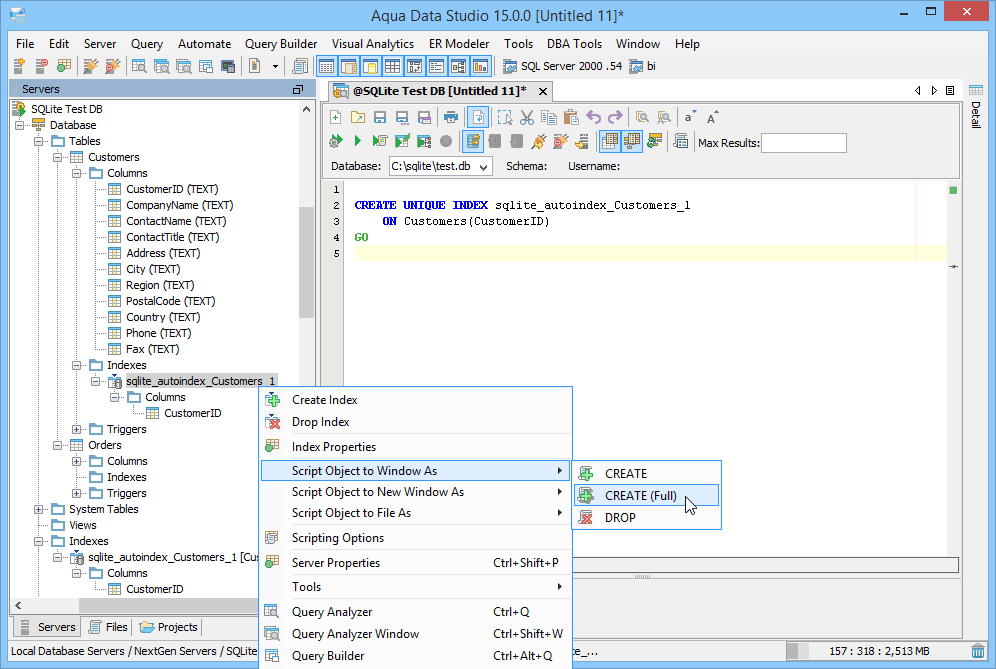 Aqua Data Studio 15.0.0 [Untitled 11]*
File Edit Server Query Automate Query Builder Visual Analytics ER Modeler Tools DBA Tools Window Help
SQL Server 2000 .54 bi
Servers
SQLite Test DB
Database
Tables
Customers
Columns
CustomerID (TEXT)
CompanyName (TEXT)
ContactName (TEXT)
ContactTitle (TEXT)
Address (TEXT)
City (TEXT)
Region (TEXT)
PostalCode (TEXT)
Country (TEXT)
Phone (TEXT)
Fax (TEXT)
Indexes
sqlite_autoindex_Customers_1
Columns
CustomerID
Triggers
Orders
Columns
Indexes
Triggers
System Tables
Views
Indexes
sqlite_autoindex_Customers_1 [Cus
Columns
CustomerID
Servers Files Projects
@SQLite Test DB [Untitled 11]*
Detail
Max Results:
Database: C:\sqlite\test.db Schema: Username:
1
2 CREATE UNIQUE INDEX sqlite_autoindex_Customers_1
3 ON Customers(CustomerID)
4 GO
5
Create Index
Drop Index
Index Properties
Script Object to Window As
Script Object to New Window As
Script Object to File As
Scripting Options
Server Properties Ctrl+Shift+P
Tools
Query Analyzer Ctrl+Q
Query Analyzer Window Ctrl+Shift+W
Query Builder Ctrl+Alt+Q
CREATE
CREATE (Full)
DROP
Local Database Servers / NextGen Servers / SQLite te_... 157 : 318 : 2,513 MB